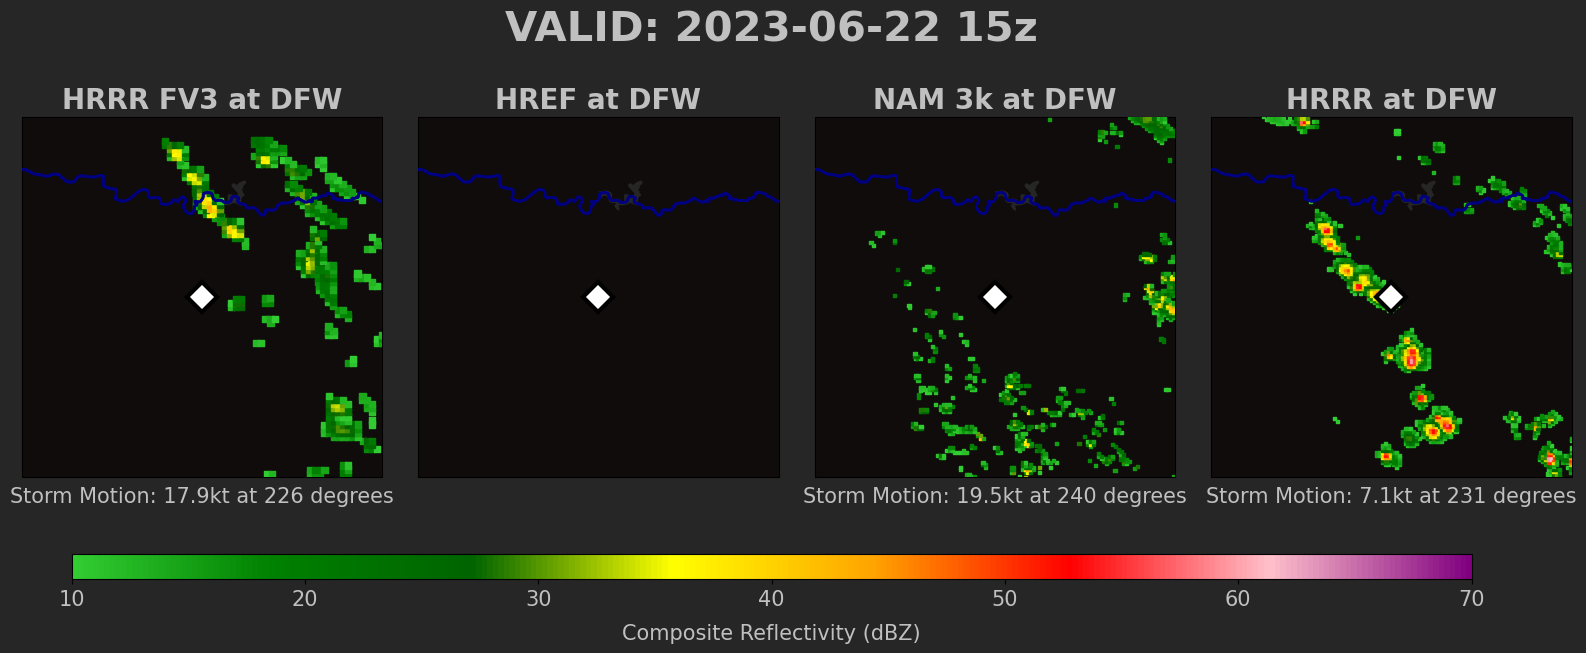 VALID: 2023-06-22 15z
HRRR FV3 at DFW
HREF at DFW
NAM 3k at DFW
HRRR at DFW
Storm Motion: 17.9kt at 226 degrees
Storm Motion: 19.5kt at 240 degrees
Storm Motion: 7.1kt at 231 degrees
10 20 30 40 50 60 70
Composite Reflectivity (dBZ)